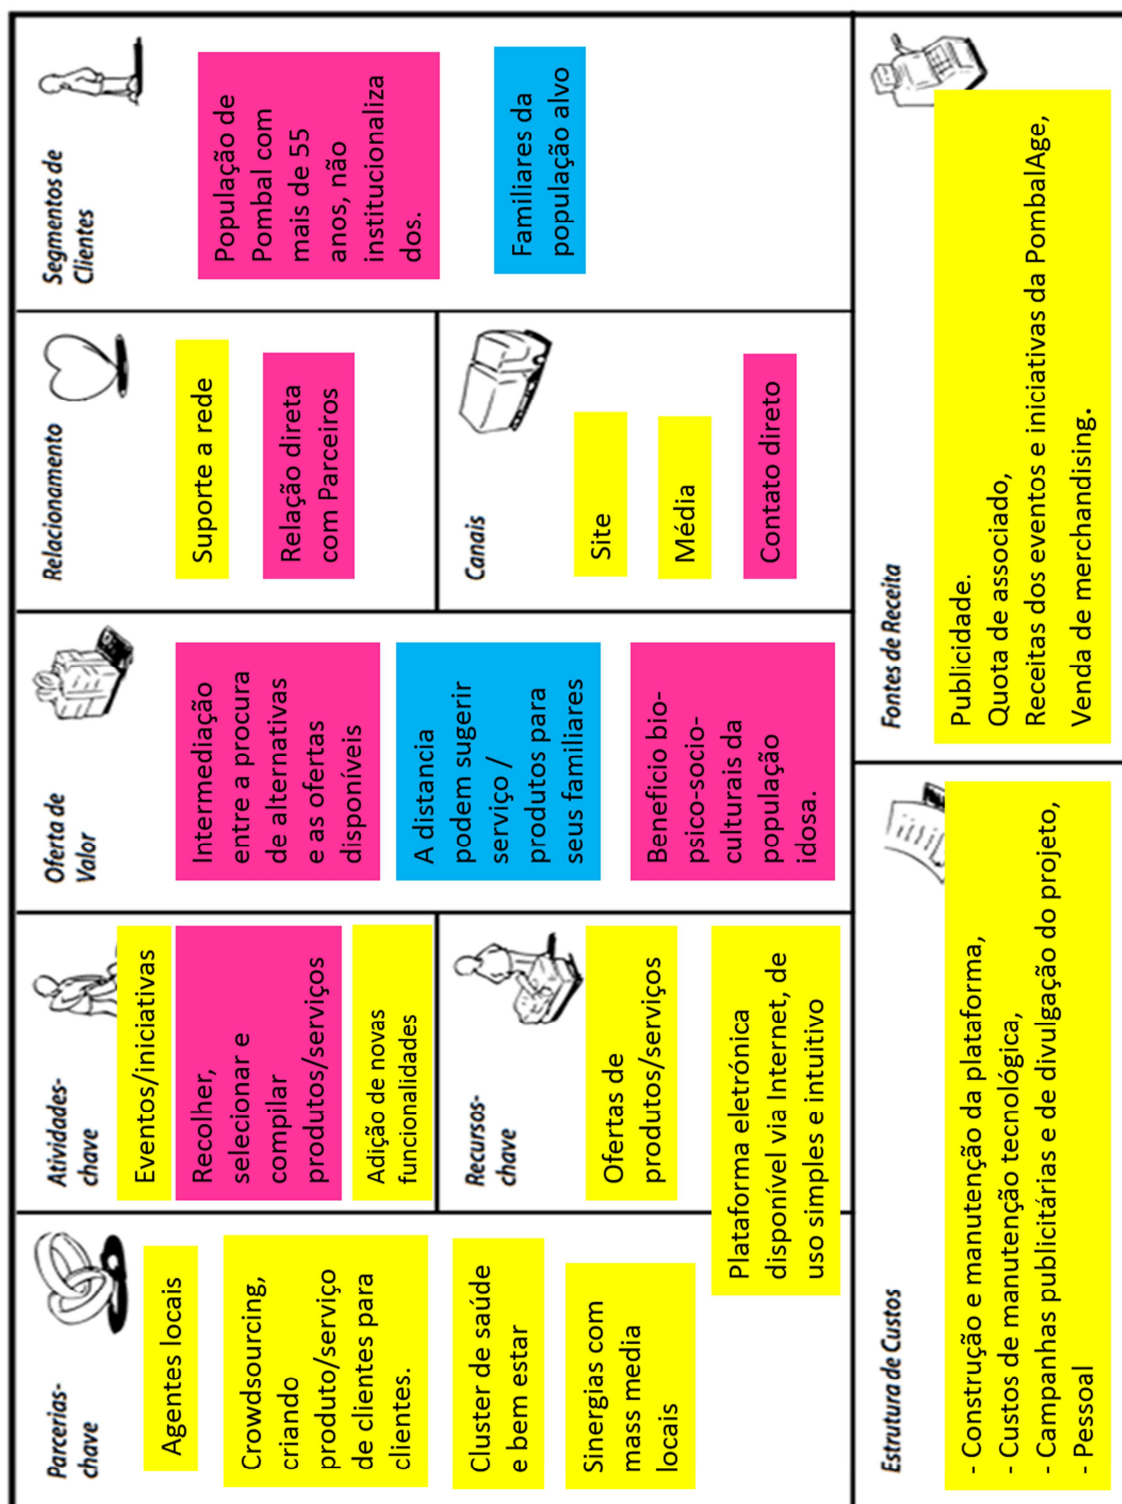 Parcerias-
chave
Agentes locais
Crowdsourcing,
criando
produto/serviço
de clientes para
clientes.
Cluster de saúde
e bem estar
Sinergias com
mass media
locais
Atividades-
chave
Eventos/iniciativas
Recolher,
selecionar e
compilar
produtos/serviços
Adição de novas
funcionalidades
Recursos-
chave
Ofertas de
produtos/serviços
Plataforma eletrónica
disponível via Internet, de
uso simples e intuitivo
Oferta de
Valor
Intermediação
entre a procura
de alternativas
e as ofertas
disponíveis
A distancia
podem sugerir
serviço /
produtos para
seus familiares
Beneficio bio-
psico-socio-
culturais da
população
idosa.
Relacionamento
Suporte a rede
Relação direta
com Parceiros
Canais
Site
Média
Contato direto
Segmentos de
Clientes
População de
Pombal com
mais de 55
anos, não
institucionaliza
dos.
Familiares da
população alvo
Estrutura de Custos
- Construção e manutenção da plataforma,
- Custos de manutenção tecnológica,
- Campanhas publicitárias e de divulgação do projeto,
- Pessoal
Fontes de Receita
Publicidade.
Quota de associado,
Receitas dos eventos e iniciativas da PombalAge,
Venda de merchandising.